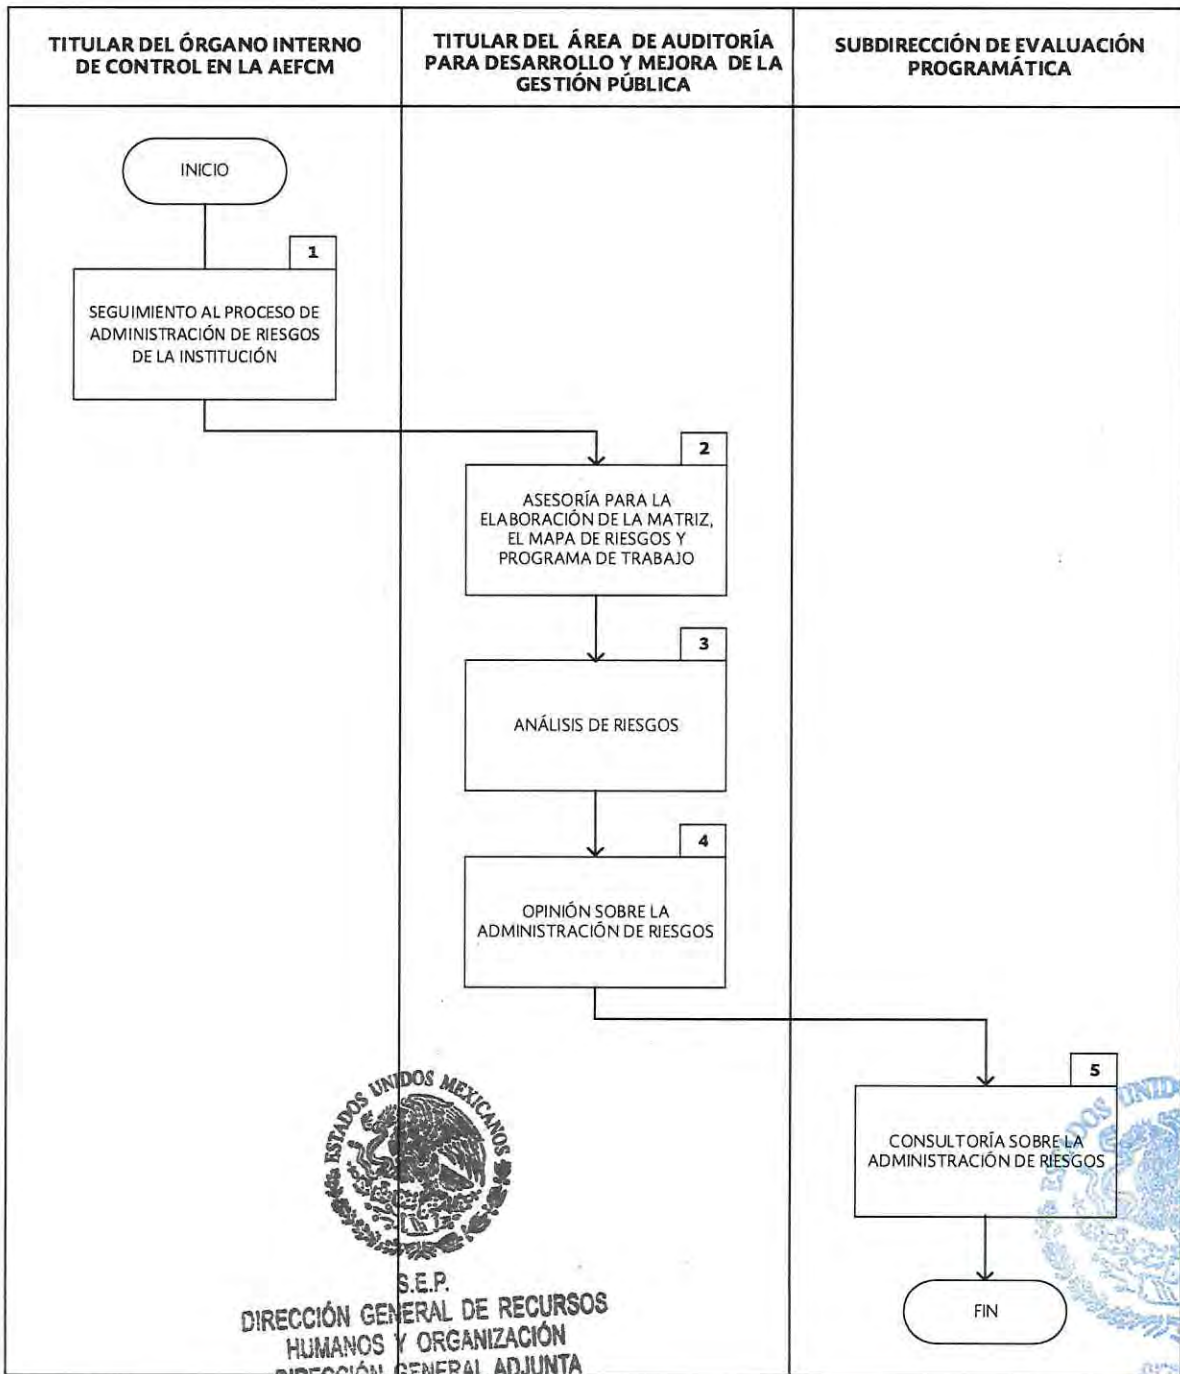 TITULAR DEL ÓRGANO INTERNO
DE CONTROL EN LA AEFCM
TITULAR DEL ÁREA DE AUDITORÍA
PARA DESARROLLO Y MEJORA DE LA
GESTIÓN PÚBLICA
SUBDIRECCIÓN DE EVALUACIÓN
PROGRAMÁTICA
INICIO
1
SEGUIMIENTO AL PROCESO DE
ADMINISTRACIÓN DE RIESGOS
DE LA INSTITUCIÓN
2
ASESORÍA PARA LA
ELABORACIÓN DE LA MATRIZ,
EL MAPA DE RIESGOS Y
PROGRAMA DE TRABAJO
3
ANÁLISIS DE RIESGOS
4
OPINIÓN SOBRE LA
ADMINISTRACIÓN DE RIESGOS
5
CONSULTORÍA SOBRE LA
ADMINISTRACIÓN DE RIESGOS
FIN
ESTADOS UNIDOS MEXICANOS
S.E.P.
DIRECCIÓN GENERAL DE RECURSOS
HUMANOS Y ORGANIZACIÓN
DIRECCIÓN GENERAL ADJUNTA